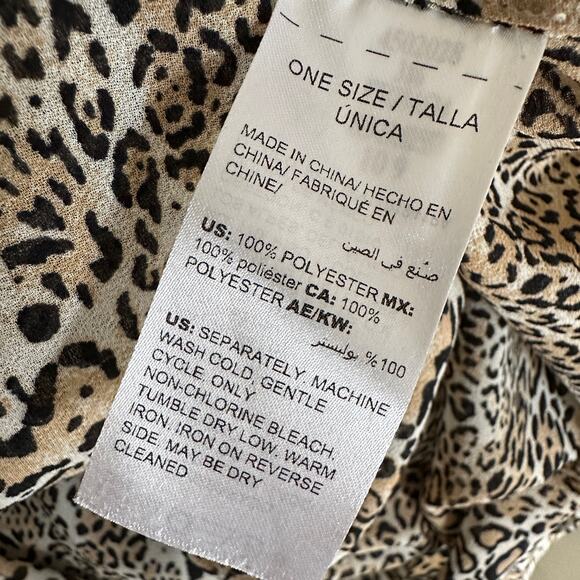 ONE SIZE / TALLA
ÚNICA
MADE IN CHINA/ HECHO EN
CHINA/ FABRIQUÉ EN
CHINE/
صُنع في الصين
US: 100% POLYESTER MX:
100% poliéster CA: 100%
POLYESTER AE/KW:
100 % بوليستر
US: SEPARATELY, MACHINE
WASH COLD, GENTLE
CYCLE, ONLY
NON-CHLORINE BLEACH,
TUMBLE DRY LOW, WARM
IRON, IRON ON REVERSE
SIDE, MAY BE DRY
CLEANED